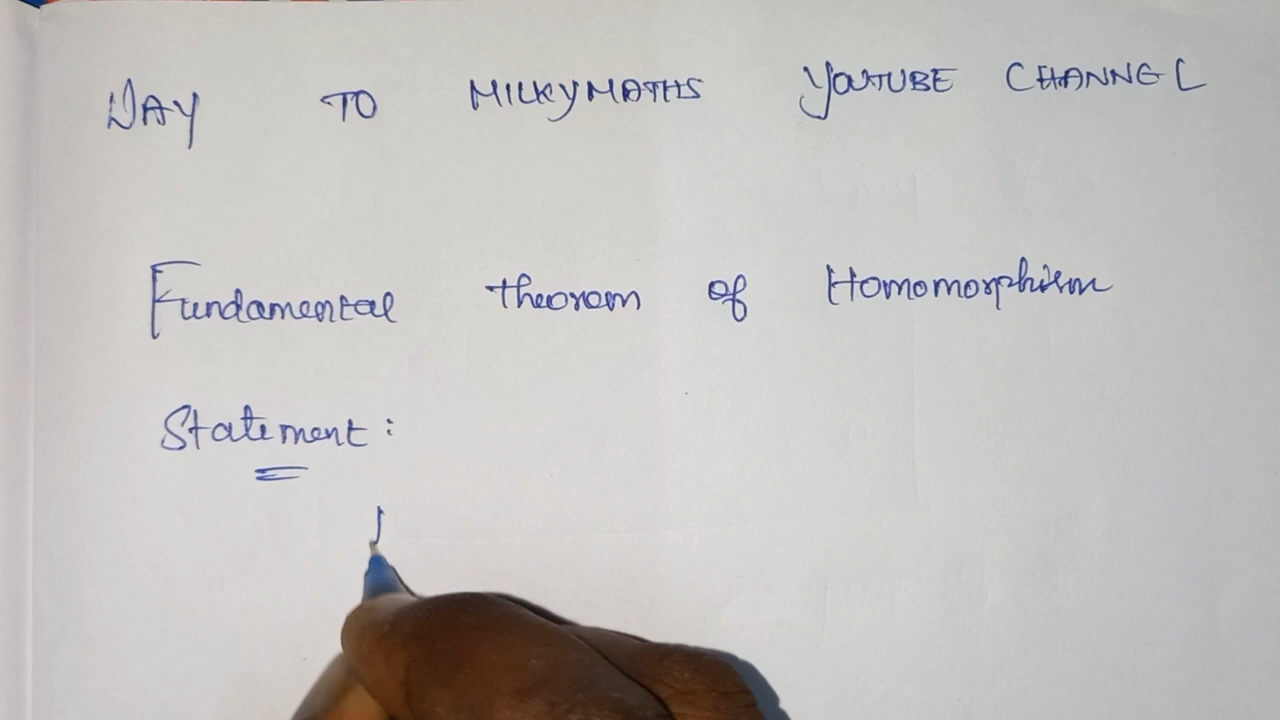 WAY TO MILKYMATHS YOUTUBE CHANNEL
Fundamental theorem of Homomorphism
Statement :